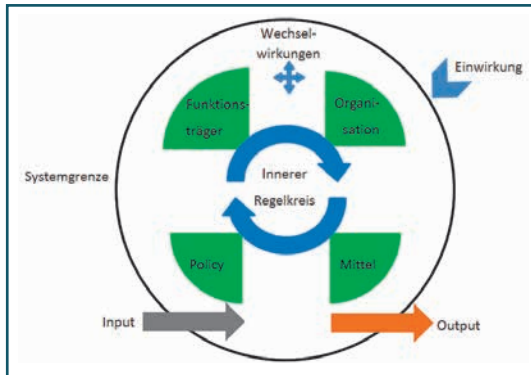 Wechsel-
wirkungen
Einwirkung
Funktions-
träger
Organi-
sation
Systemgrenze
Innerer
Regelkreis
Policy
Mittel
Input
Output